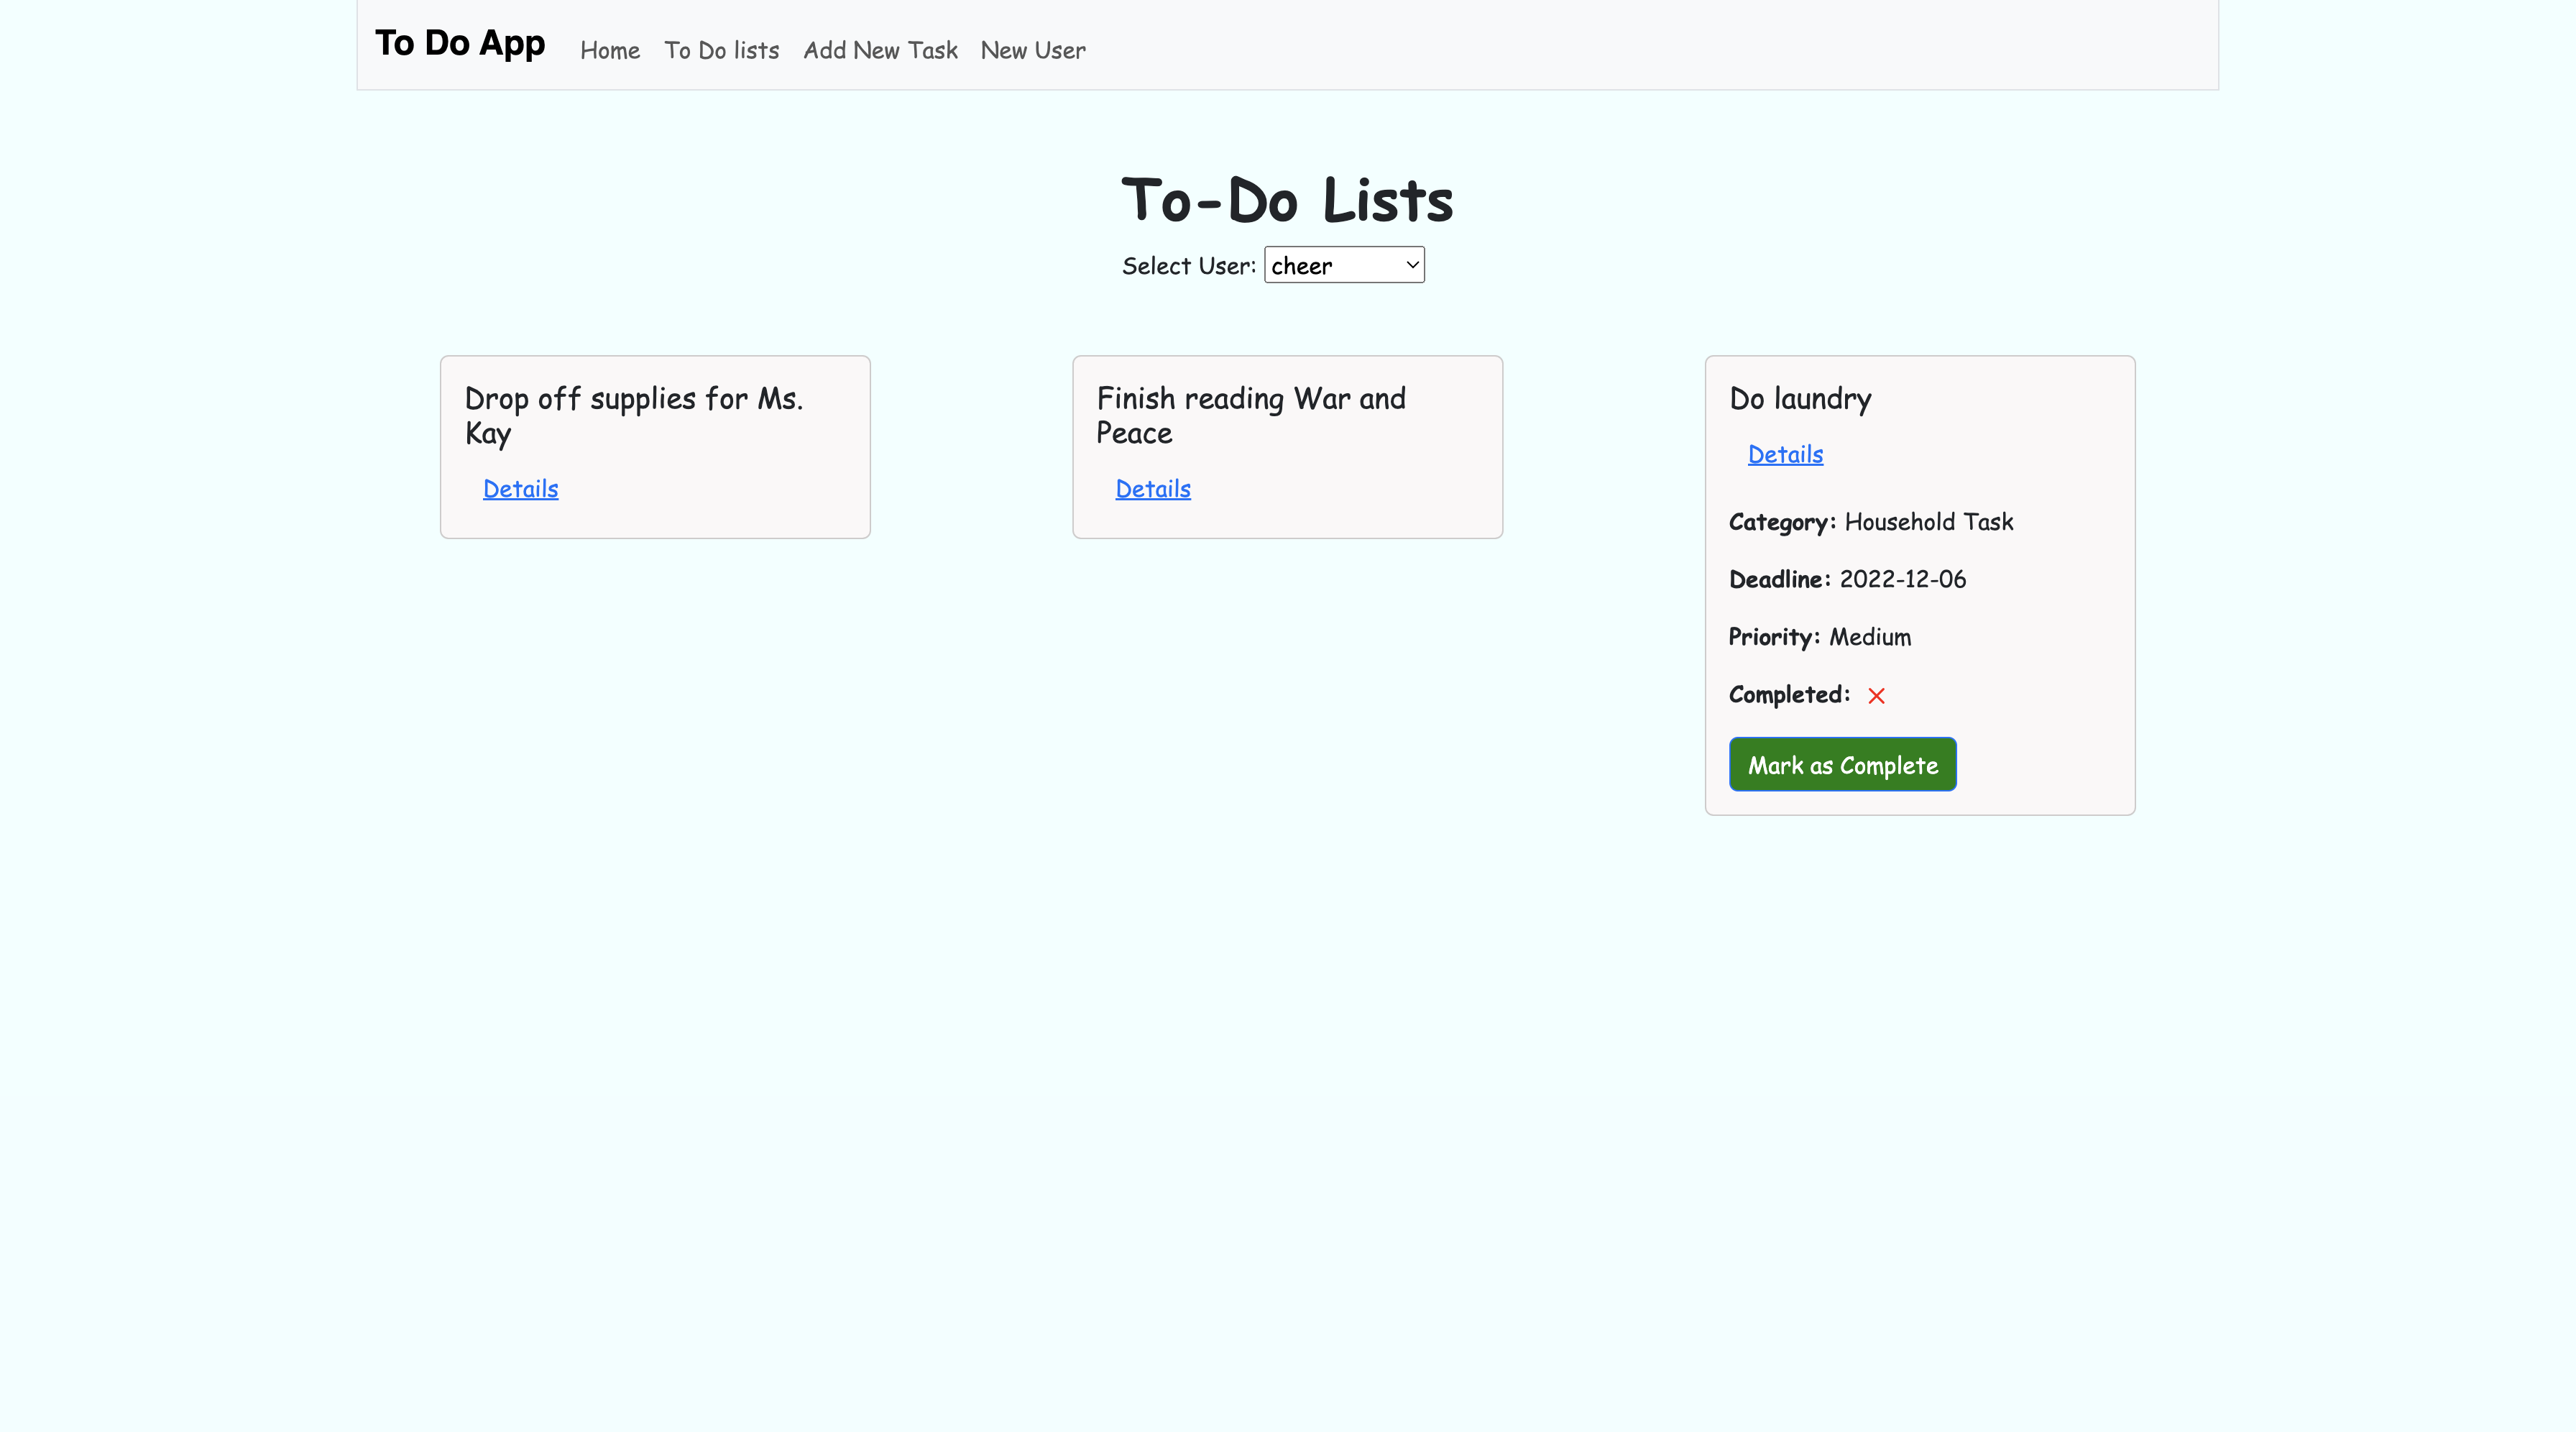 To Do App Home To Do lists Add New Task New User
To-Do Lists
Select User: cheer
Drop off supplies for Ms.
Kay
Details
Finish reading War and
Peace
Details
Do laundry
Details
Category: Household Task
Deadline: 2022-12-06
Priority: Medium
Completed:
Mark as Complete